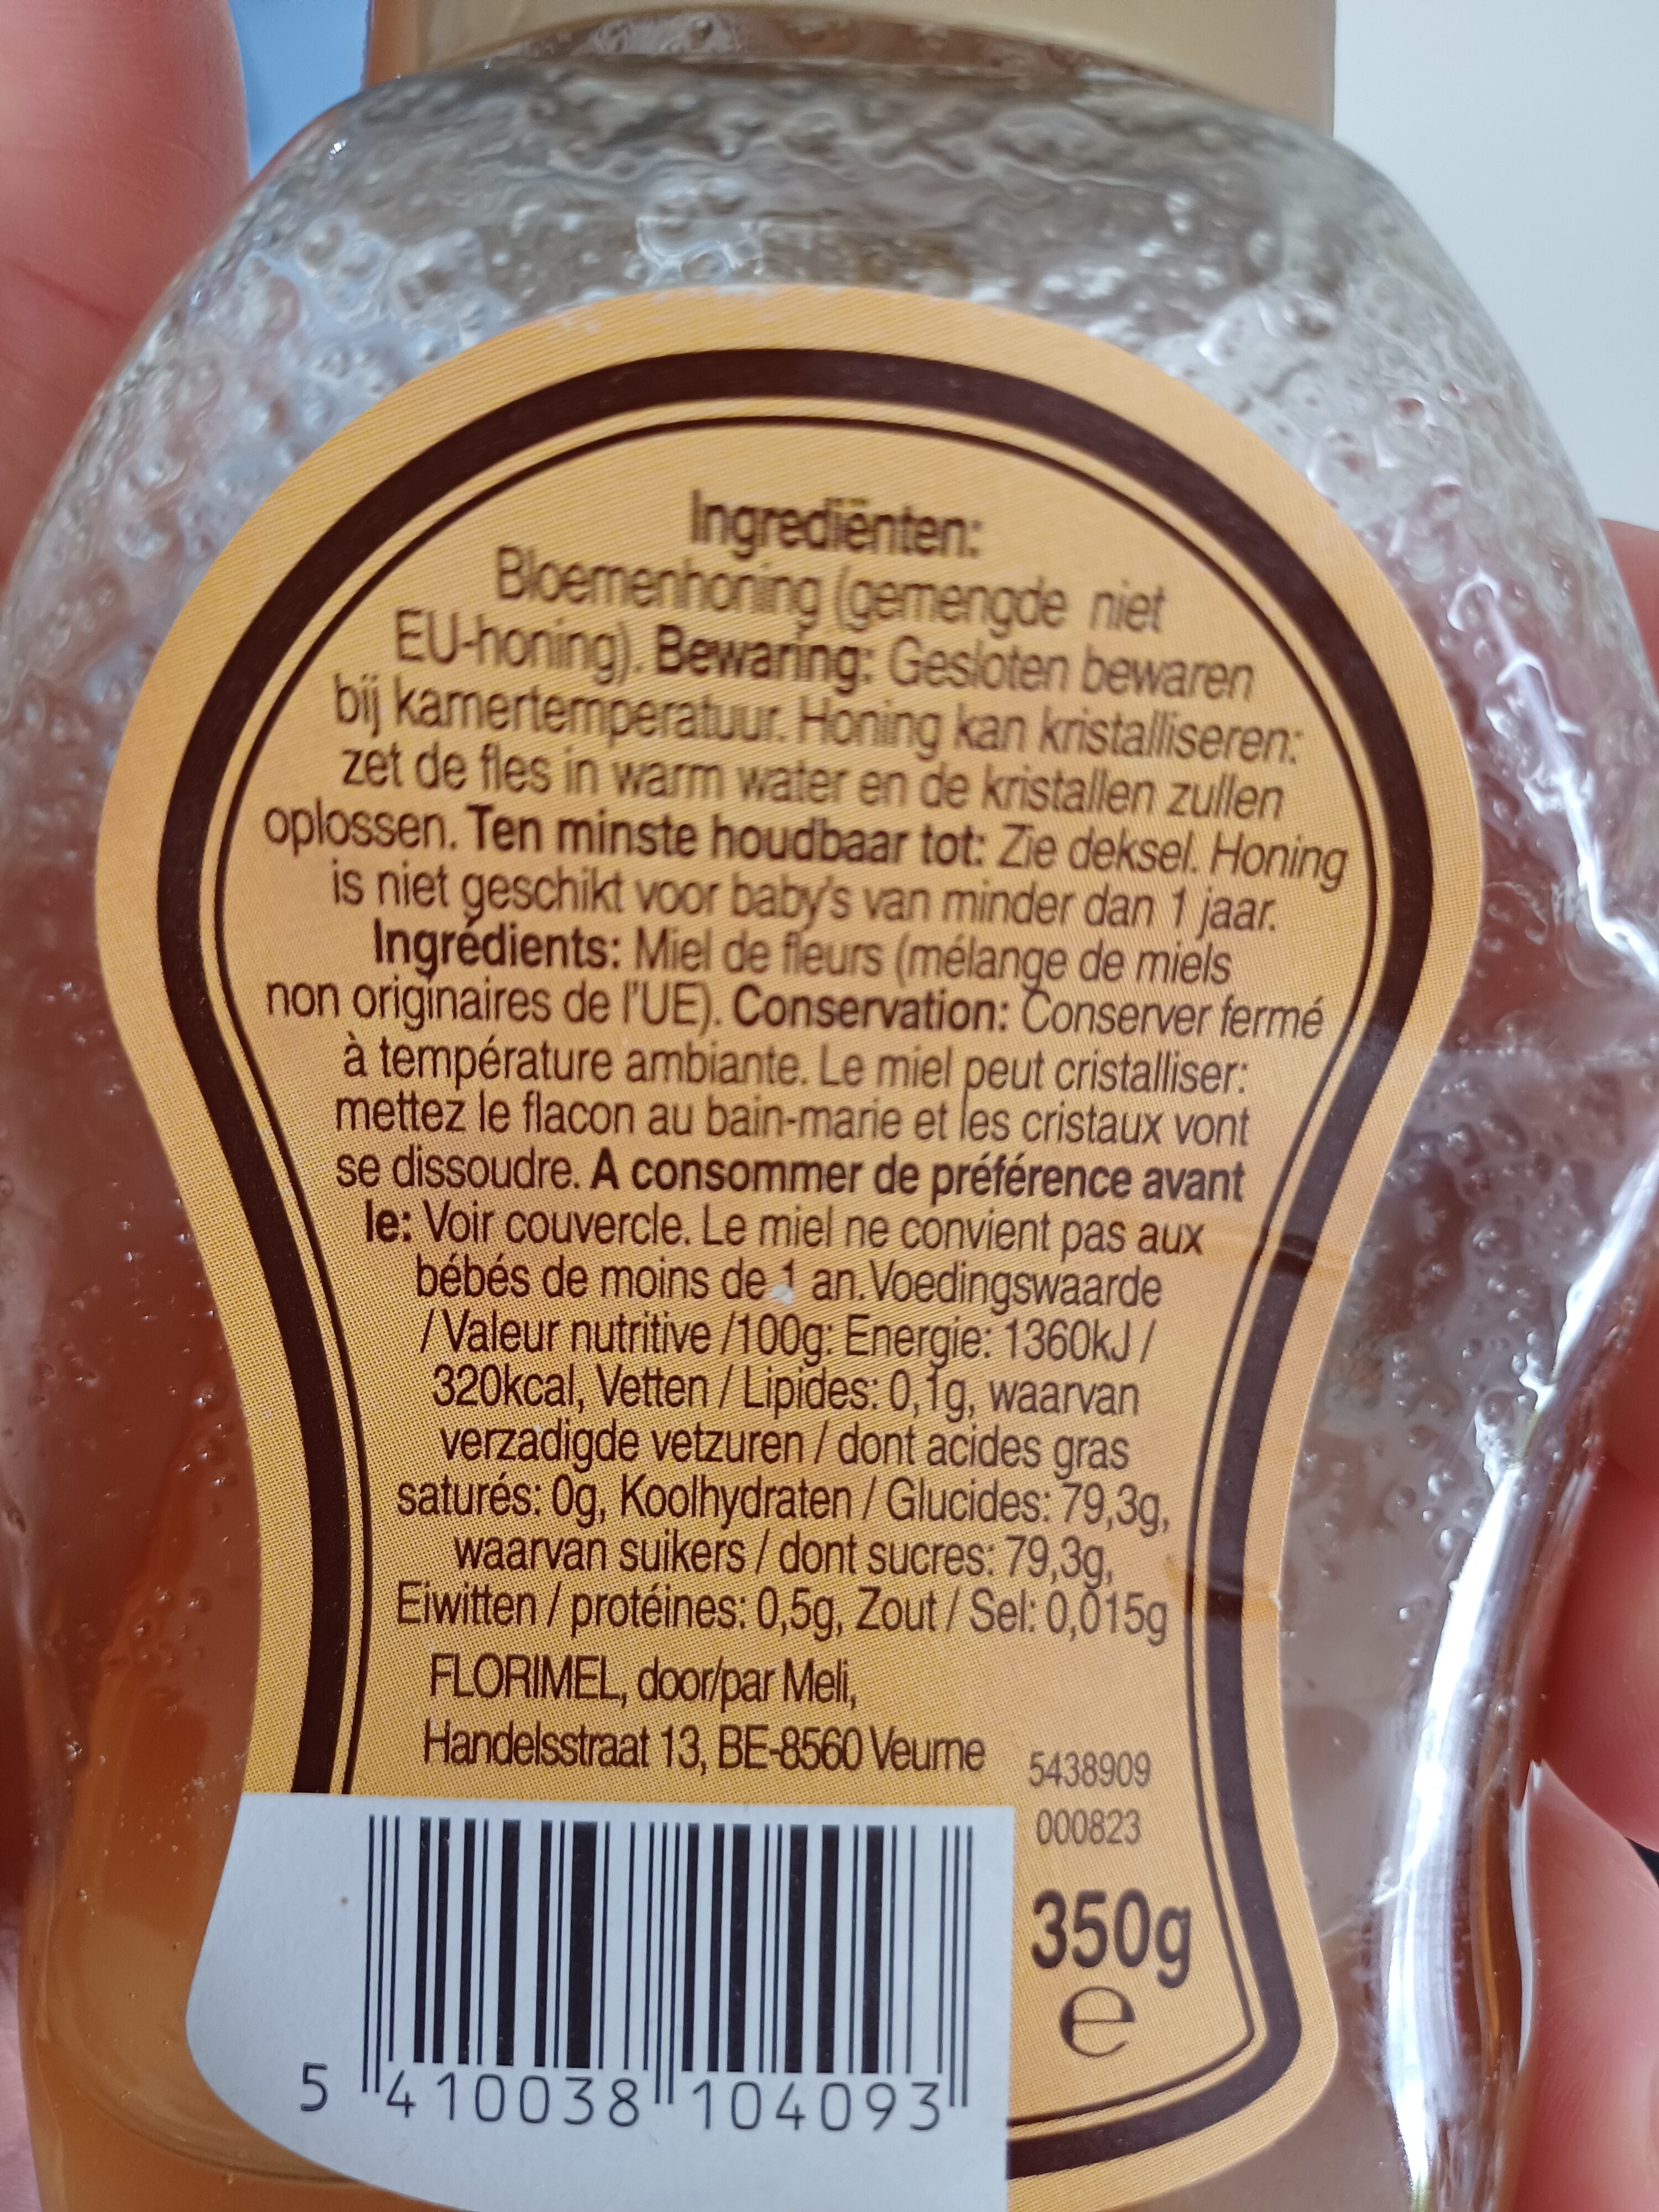 Ingrediënten:
Bloemenhoning (gemengde niet
EU-honing). Bewaring: Gesloten bewaren
bij kamertemperatuur. Honing kan kristalliseren:
zet de fles in warm water en de kristallen zullen
oplossen. Ten minste houdbaar tot: Zie deksel. Honing
is niet geschikt voor baby's van minder dan 1 jaar.
Ingrédients: Miel de fleurs (mélange de miels
non originaires de l'UE). Conservation: Conserver fermé
à température ambiante. Le miel peut cristalliser:
mettez le flacon au bain-marie et les cristaux vont
se dissoudre. A consommer de préférence avant
le: Voir couvercle. Le miel ne convient pas aux
bébés de moins de 1 an. Voedingswaarde
/ Valeur nutritive /100g: Energie: 1360kJ /
320kcal, Vetten / Lipides: 0,1g, waarvan
verzadigde vetzuren / dont acides gras
saturés: 0g, Koolhydraten / Glucides: 79,3g,
waarvan suikers / dont sucres: 79,3g,
Eiwitten / protéines: 0,5g, Zout / Sel: 0,015g
FLORIMEL, door/par Meli,
Handelsstraat 13, BE-8560 Veurne
5438909
000823
350g
e
5 410038 104093